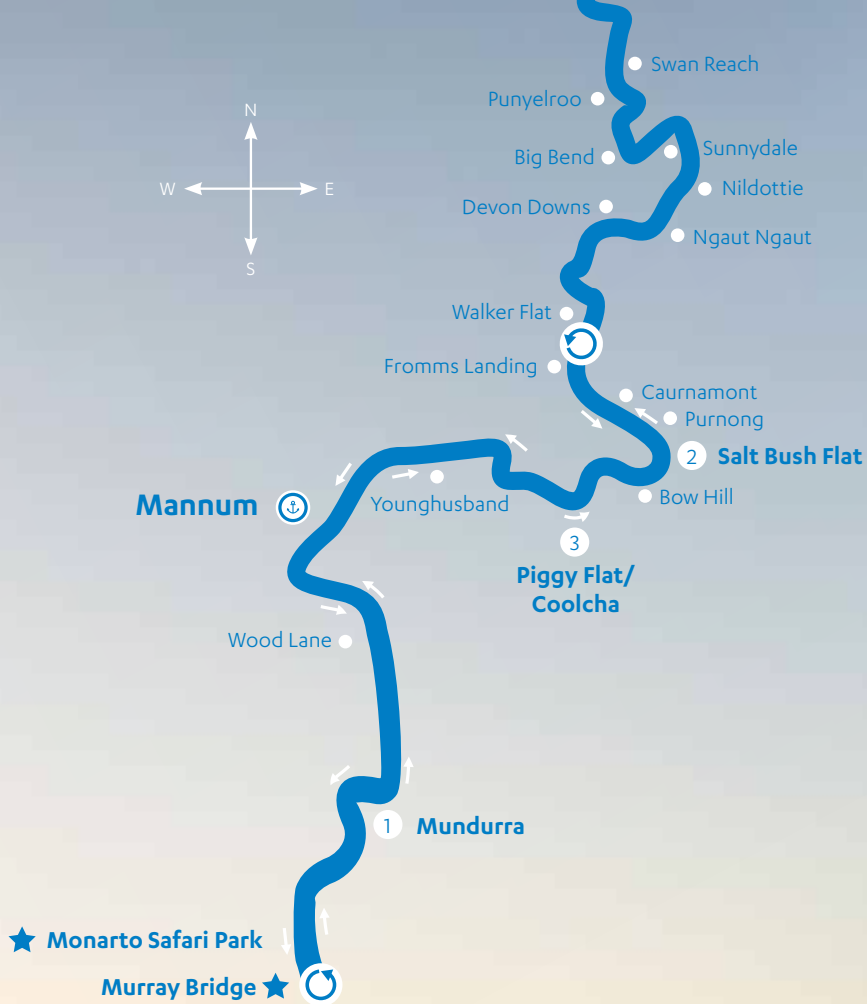 Swan Reach
Punyelroo
N
Sunnydale
Big Bend
W
E
Nildottie
Devon Downs
Ngaut Ngaut
S
Walker Flat
Fromms Landing
Caurnamont
Purnong
2 Salt Bush Flat
Bow Hill
Mannum
Younghusband
3
Piggy Flat/
Coolcha
Wood Lane
1 Mundurra
Monarto Safari Park
Murray Bridge